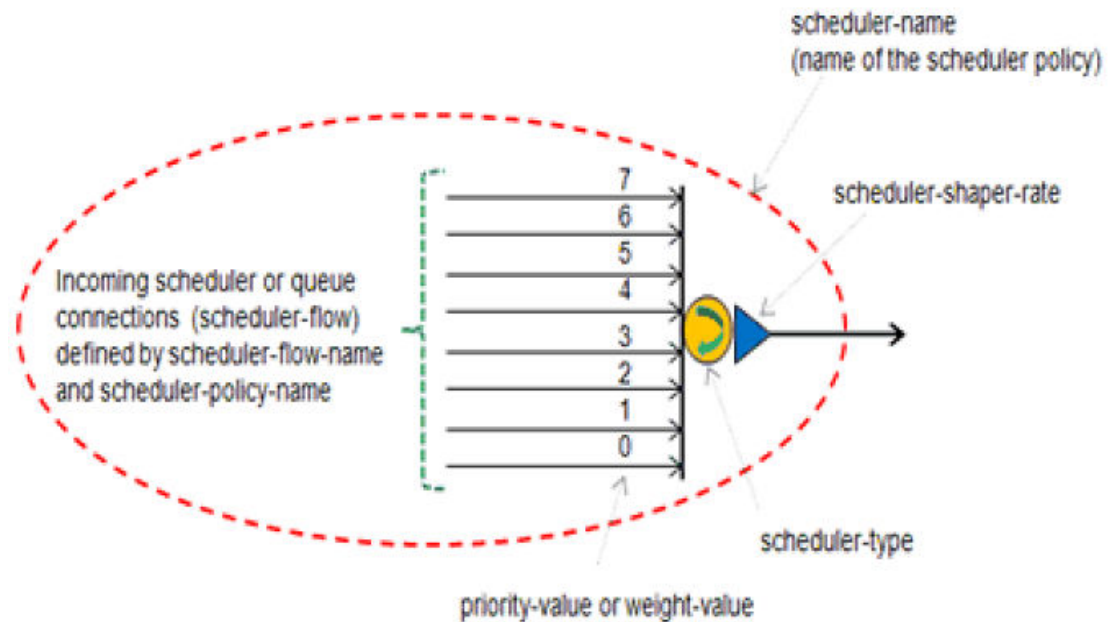 scheduler-name
(name of the scheduler policy)
scheduler-shaper-rate
7
6
5
4
3
2
1
0
Incoming scheduler or queue
connections (scheduler-flow)
defined by scheduler-flow-name
and scheduler-policy-name
scheduler-type
priority-value or weight-value